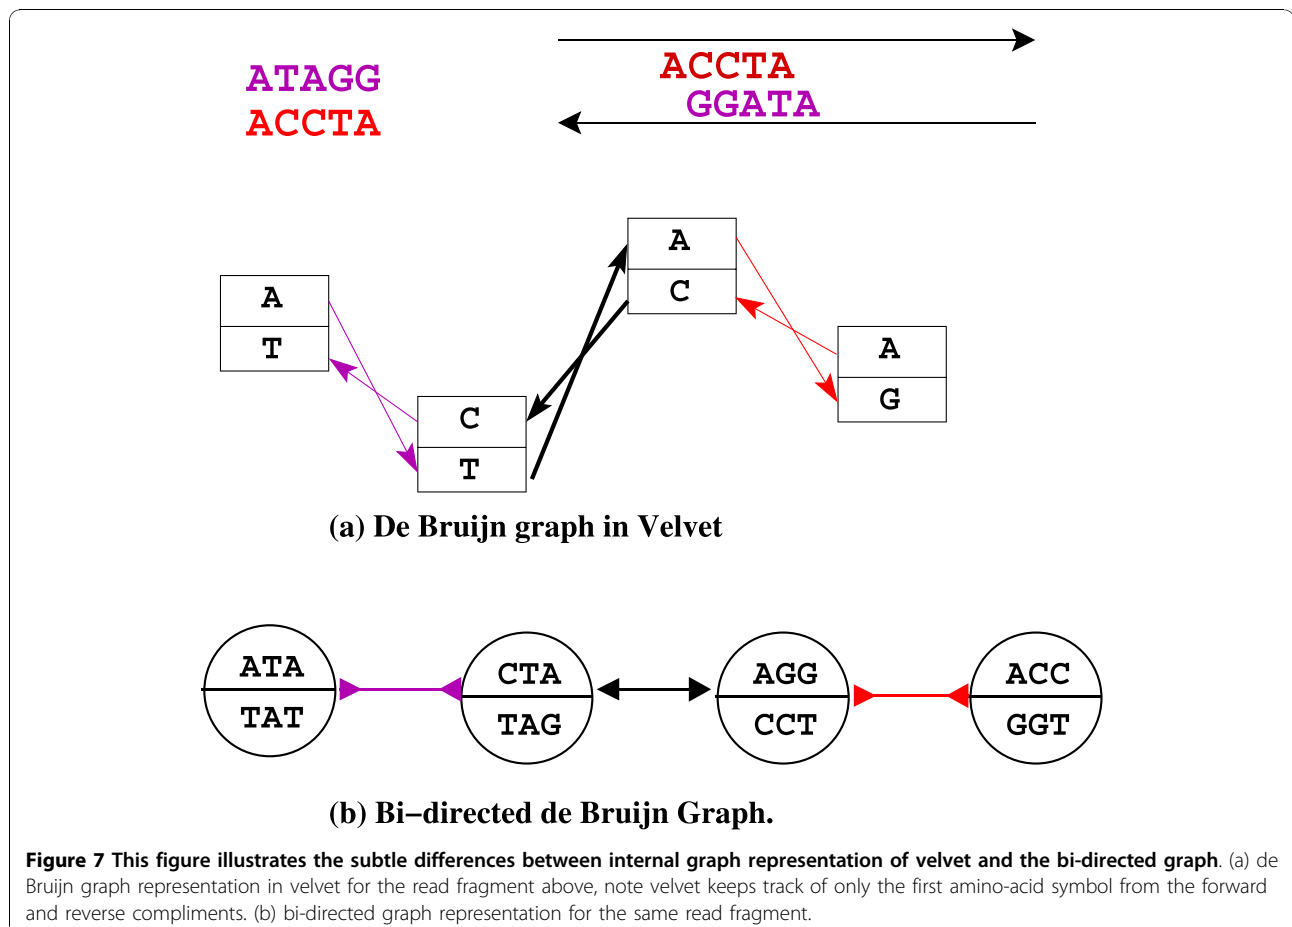 ATAGG
ACCTA
ACCTA
GGATA
A
C
A
T
A
G
C
T
(a) De Bruijn graph in Velvet
ATA
TAT
CTA
TAG
AGG
CCT
ACC
GGT
(b) Bi–directed de Bruijn Graph.
Figure 7 This figure illustrates the subtle differences between internal graph representation of velvet and the bi-directed graph. (a) de
Bruijn graph representation in velvet for the read fragment above, note velvet keeps track of only the first amino-acid symbol from the forward
and reverse compliments. (b) bi-directed graph representation for the same read fragment.